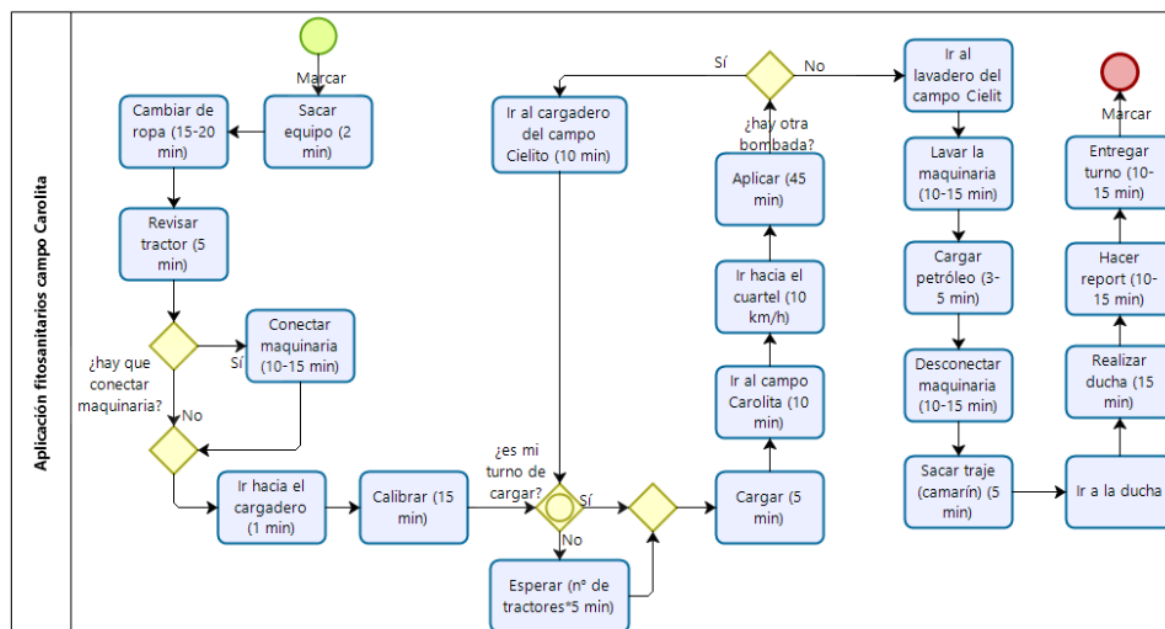 Aplicación fitosanitarios campo Carolita
Marcar
Sacar
equipo (2
min)
Cambiar de
ropa (15-20
min)
Revisar
tractor (5
min)
¿hay que
conectar
maquinaria?
Sí
Conectar
maquinaria
(10-15 min)
No
Ir hacia el
cargadero
(1 min)
Calibrar (15
min)
¿es mi
turno de
cargar?
Sí
No
Esperar (nº de
tractores*5 min)
Cargar (5
min)
Ir al campo
Carolita (10
min)
Ir hacia el
cuartel (10
km/h)
Aplicar (45
min)
¿hay otra
bombada?
Sí
Ir al cargadero
del campo
Cielito (10 min)
No
Ir al
lavadero del
campo Cielit
Lavar la
maquinaria
(10-15 min)
Cargar
petróleo (3-
5 min)
Desconectar
maquinaria
(10-15 min)
Sacar traje
(camarín) (5
min)
Ir a la ducha
Realizar
ducha (15
min)
Hacer
report (10-
15 min)
Entregar
turno (10-
15 min)
Marcar